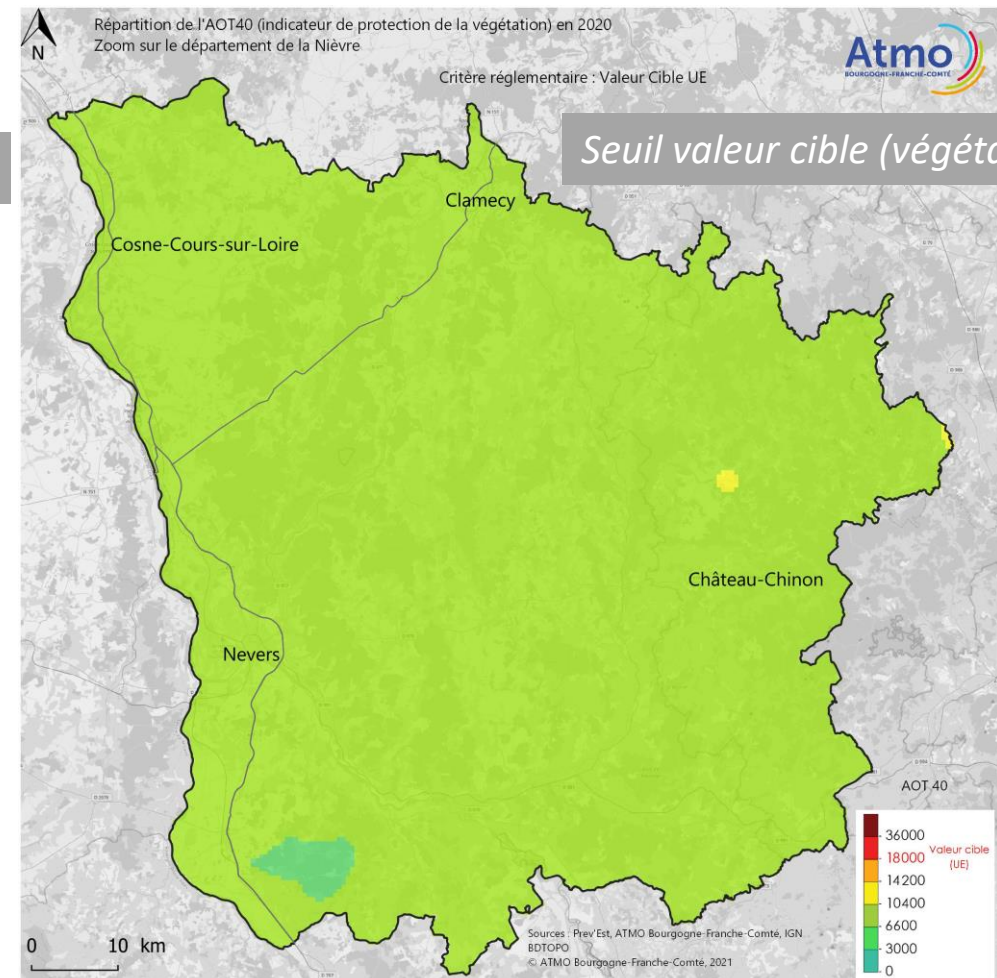 Répartition de l'AOT40 (indicateur de protection de la végétation) en 2020
Zoom sur le département de la Nièvre
N
Critère réglementaire : Valeur Cible UE
Atmo
BOURGOGNE-FRANCHE-COMTÉ
Seuil valeur cible (végéta
Clamecy
Cosne-Cours-sur-Loire
Château-Chinon
Nevers
AOT 40
36000
18000
Valeur cible
(UE)
14200
10400
6600
3000
0
0 10 km
Sources : Prev'Est, ATMO Bourgogne-Franche-Comté, IGN
BDTOPO
© ATMO Bourgogne-Franche-Comté, 2021